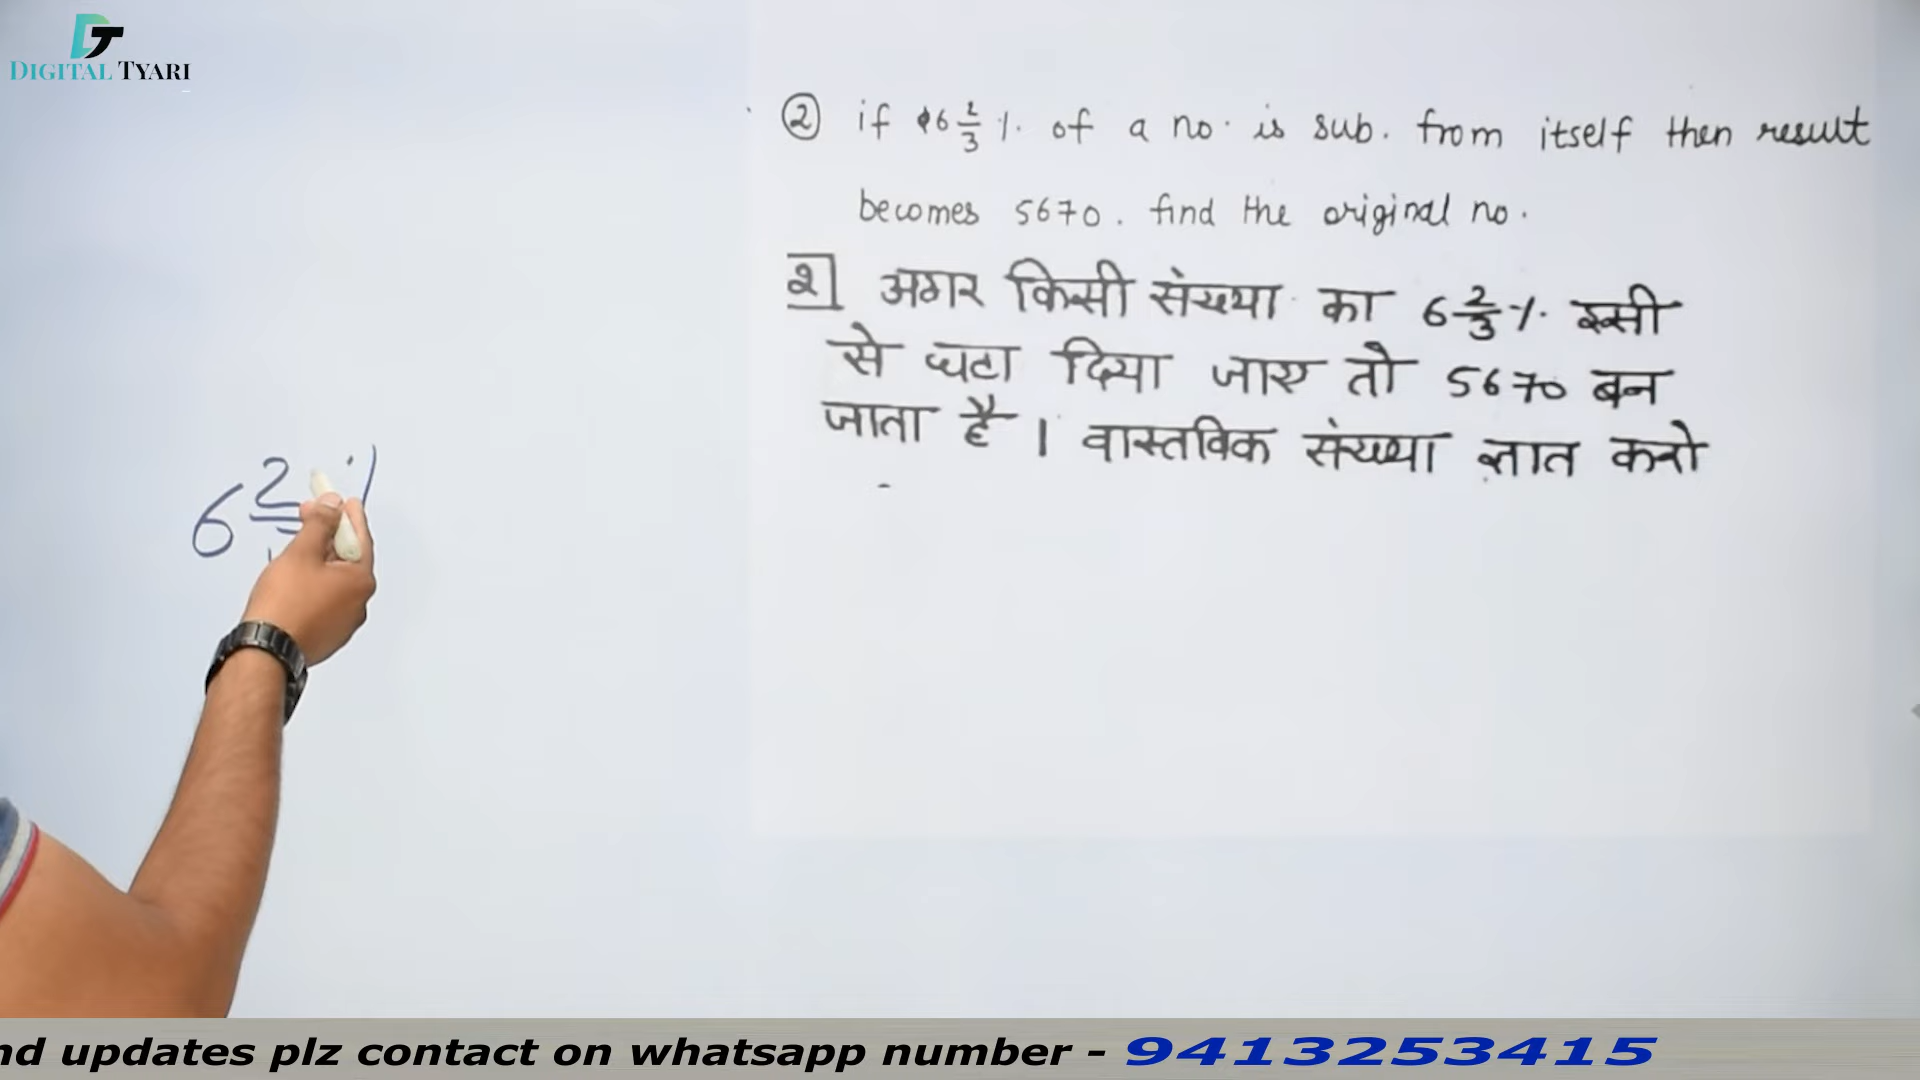 DIGITAL TYARI
② if 6 2/3 % of a no. is sub. from itself then result
becomes 5670. find the original no.
२ अगर किसी संख्या का 6 2/3 % इसी
से घटा दिया जाए तो 5670 बन
जाता है । वास्तविक संख्या ज्ञात करो
6 2 %
nd updates plz contact on whatsapp number - 9413253415